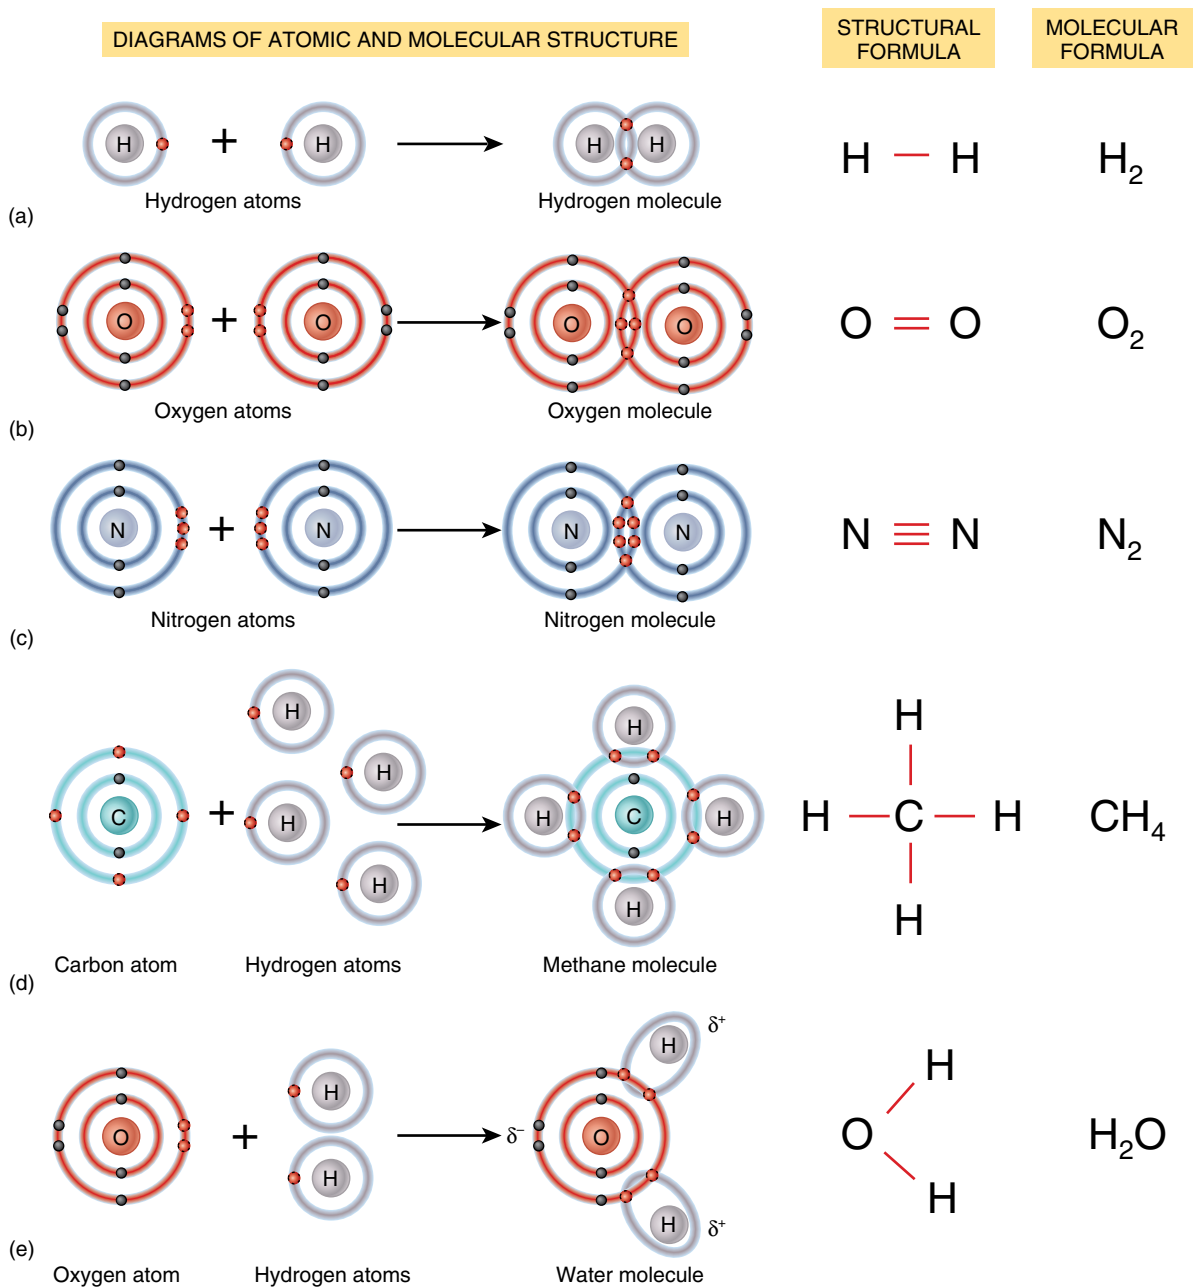 DIAGRAMS OF ATOMIC AND MOLECULAR STRUCTURE
STRUCTURAL
FORMULA
MOLECULAR
FORMULA
H + H H H
H — H
H₂
Hydrogen atoms
Hydrogen molecule
(a)
O + O O O
O = O
O₂
Oxygen atoms
Oxygen molecule
(b)
N + N N N
N ≡ N
N₂
Nitrogen atoms
Nitrogen molecule
(c)
C + H H H H
H
H C H
H
H
H — C — H
H
CH₄
Carbon atom
Hydrogen atoms
Methane molecule
(d)
O + H H
H δ⁺
δ⁻ O
H δ⁺
H
O
H
H₂O
(e)
Oxygen atom
Hydrogen atoms
Water molecule